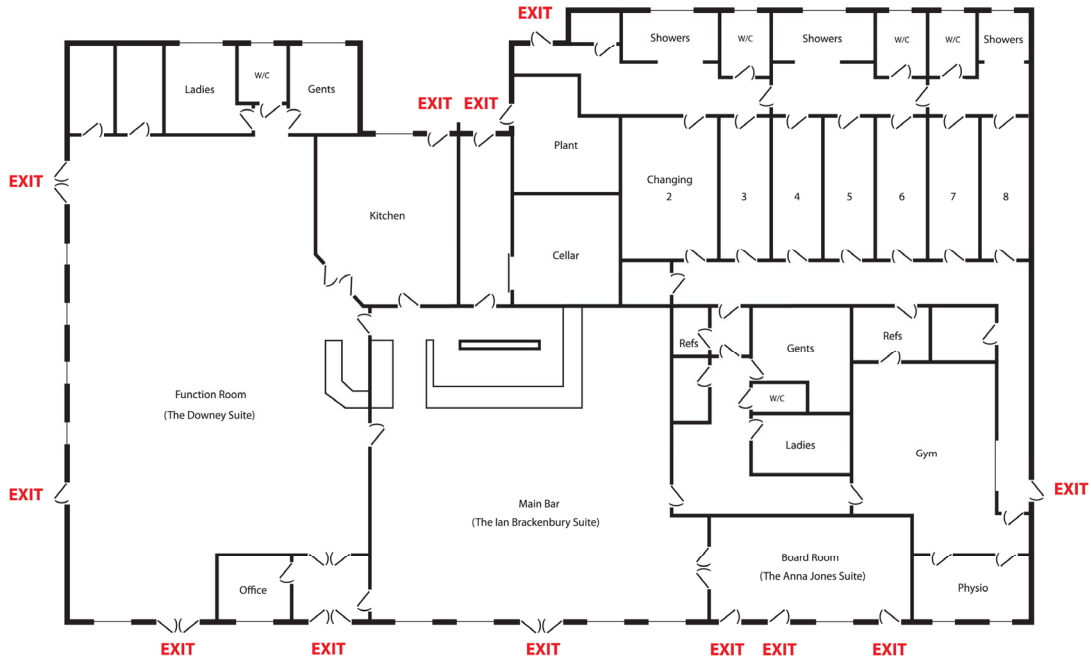 EXIT
Showers
W/C
Showers
W/C
W/C
Showers
Ladies
W/C
Gents
EXIT
EXIT
Plant
EXIT
Changing
2
3
4
5
6
7
8
Kitchen
Cellar
Refs
Gents
Refs
Function Room
(The Downey Suite)
W/C
Ladies
Gym
EXIT
EXIT
Main Bar
(The Ian Brackenbury Suite)
Board Room
(The Anna Jones Suite)
Office
Physio
EXIT
EXIT
EXIT
EXIT
EXIT
EXIT